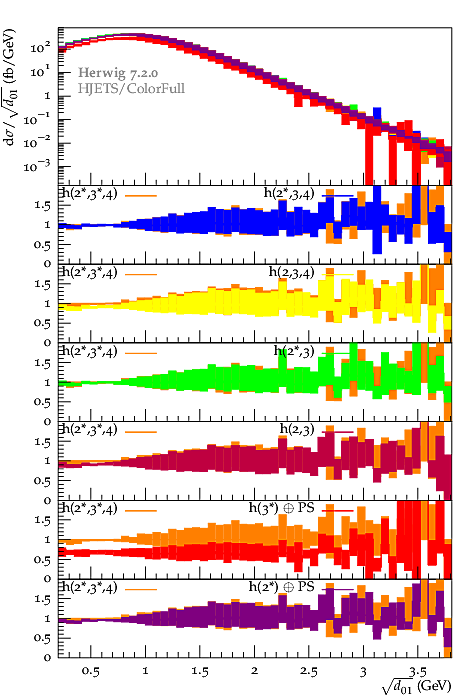 dσ/√d01 (fb/GeV)
10^2
10^1
1
10^−1
10^−2
10^−3
Herwig 7.2.0
HJETS/ColorFull
h(2*,3*,4) h(2*,3,4)
1.5
1
0.5
0
h(2*,3*,4) h(2,3,4)
1.5
1
0.5
0
h(2*,3*,4) h(2*,3)
1.5
1
0.5
0
h(2*,3*,4) h(2,3)
1.5
1
0.5
0
h(2*,3*,4) h(3*) ⊕ PS
1.5
1
0.5
0
h(2*,3*,4) h(2*) ⊕ PS
1.5
1
0.5
0
0.5 1 1.5 2 2.5 3 3.5
√d01 (GeV)